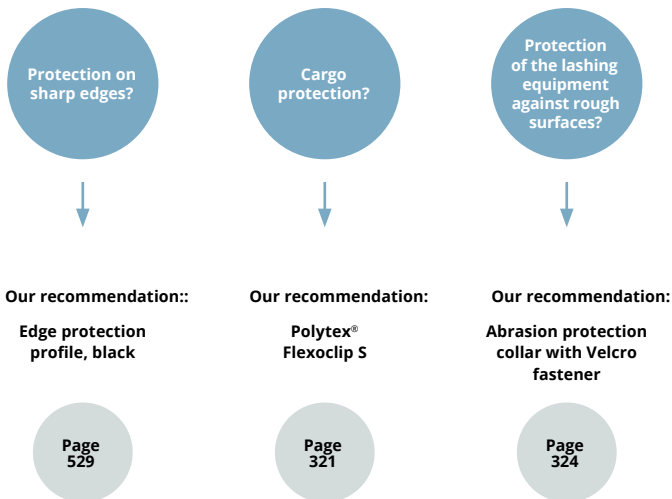 Protection on
sharp edges?
Cargo
protection?
Protection
of the lashing
equipment
against rough
surfaces?
Our recommendation::
Edge protection
profile, black
Our recommendation:
Polytex®
Flexoclip S
Our recommendation:
Abrasion protection
collar with Velcro
fastener
Page
529
Page
321
Page
324